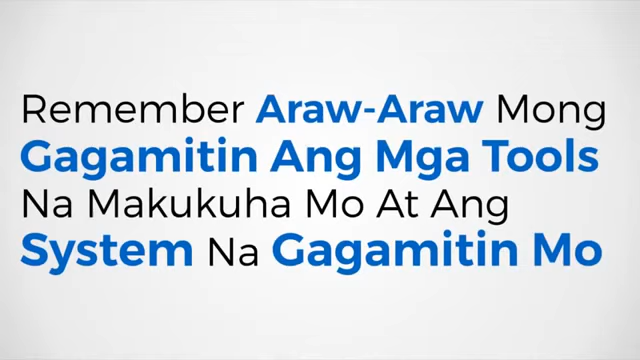 Remember Araw-Araw Mong
Gagamitin Ang Mga Tools
Na Makukuha Mo At Ang
System Na Gagamitin Mo